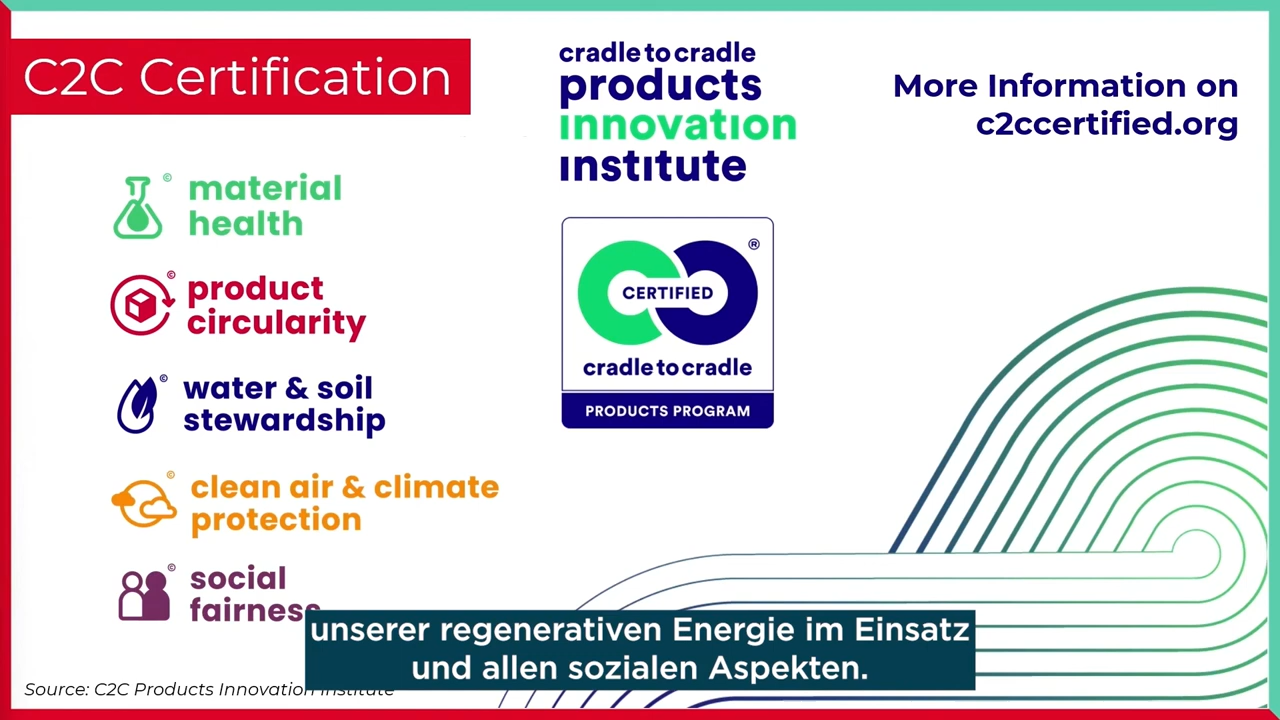 C2C Certification
cradle to cradle
products
innovation
institute
More Information on
c2ccertified.org
©
material
health
©
product
circularity
©
water & soil
stewardship
©
clean air & climate
protection
©
social
fairness
®
CERTIFIED
cradle to cradle
PRODUCTS PROGRAM
unserer regenerativen Energie im Einsatz
und allen sozialen Aspekten.
Source: C2C Products Innovation Institute